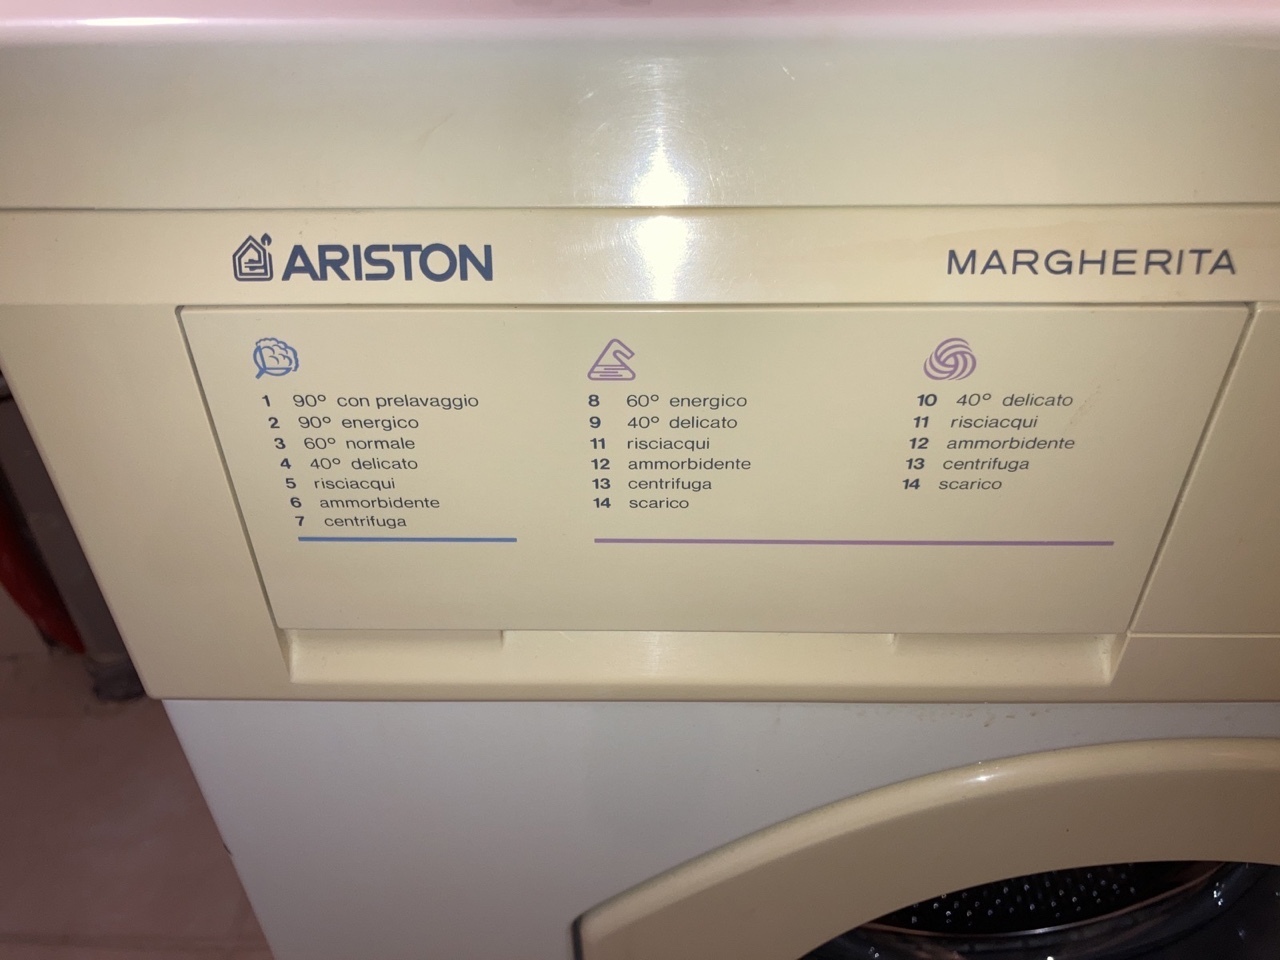 ARISTON
MARGHERITA
1 90° con prelavaggio
2 90° energico
3 60° normale
4 40° delicato
5 risciacqui
6 ammorbidente
7 centrifuga
8 60° energico
9 40° delicato
11 risciacqui
12 ammorbidente
13 centrifuga
14 scarico
10 40° delicato
11 risciacqui
12 ammorbidente
13 centrifuga
14 scarico